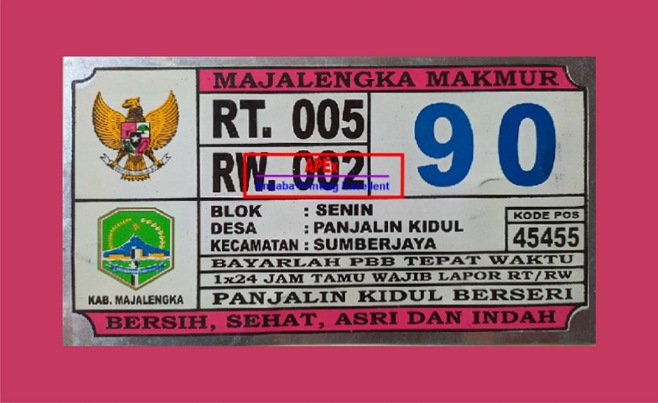 MAJALENGKA MAKMUR
RT. 005
90
RW. 002
APEx
BLOK : SENIN
DESA : PANJALIN KIDUL
KECAMATAN : SUMBERJAYA
KODE POS
45455
KAB. MAJALENGKA
BAYARLAH PBB TEPAT WAKTU
1x24 JAM TAMU WAJIB LAPOR RT/RW
PANJALIN KIDUL BERSERI
BERSIH, SEHAT, ASRI DAN INDAH